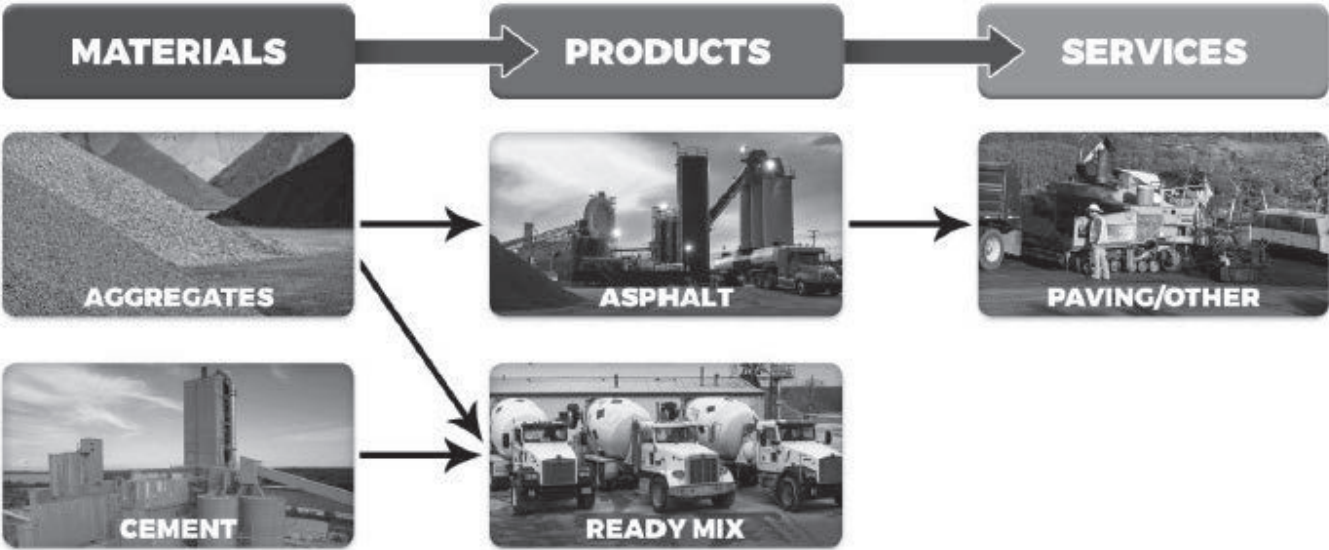 MATERIALS
PRODUCTS
SERVICES
AGGREGATES
ASPHALT
PAVING/OTHER
CEMENT
READY MIX